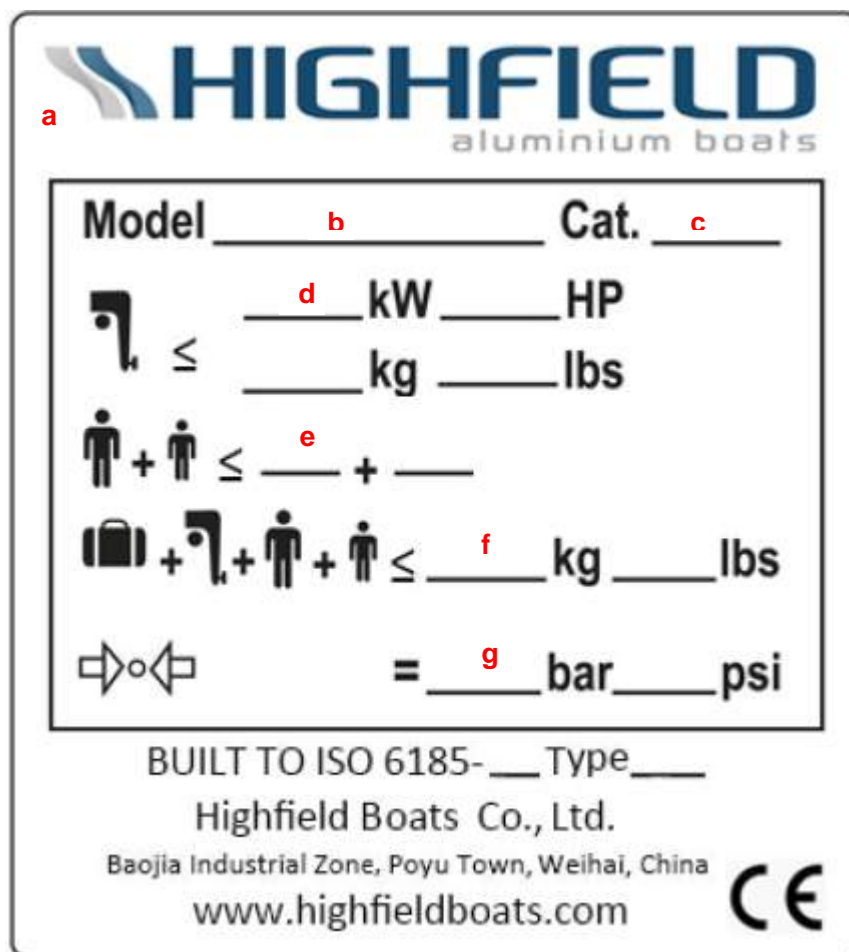 HIGHFIELD
a
aluminium boats
Model b Cat. c
d kW HP
≤ kg lbs
+ ≤ e +
+ + + ≤ f kg lbs
= g bar psi
BUILT TO ISO 6185-__Type___
Highfield Boats Co., Ltd.
Baojia Industrial Zone, Poyu Town, Weihai, China
www.highfieldboats.com
CE